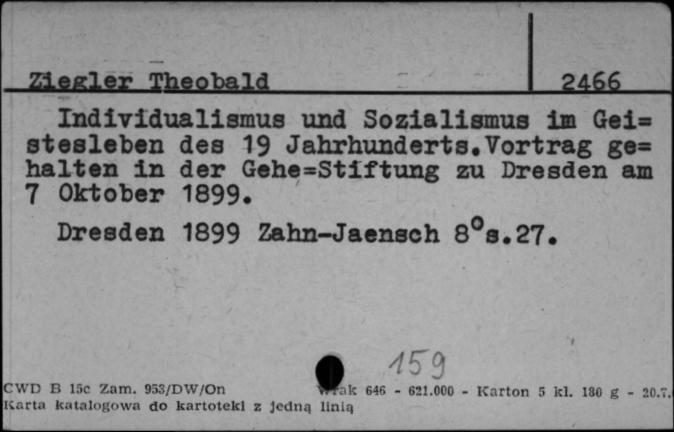 Ziegler Theobald 2466
Individualismus und Sozialismus im Gei=
stesleben des 19 Jahrhunderts.Vortrag ge=
halten in der Gehe=Stiftung zu Dresden am
7 Oktober 1899.
Dresden 1899 Zahn-Jaensch 8°s.27.
159
CWD B 15c Zam. 953/DW/On Wrak 646 - 621.000 - Karton 5 kl. 180 g - 20.7.
Karta katalogowa do kartoteki z jedną linią